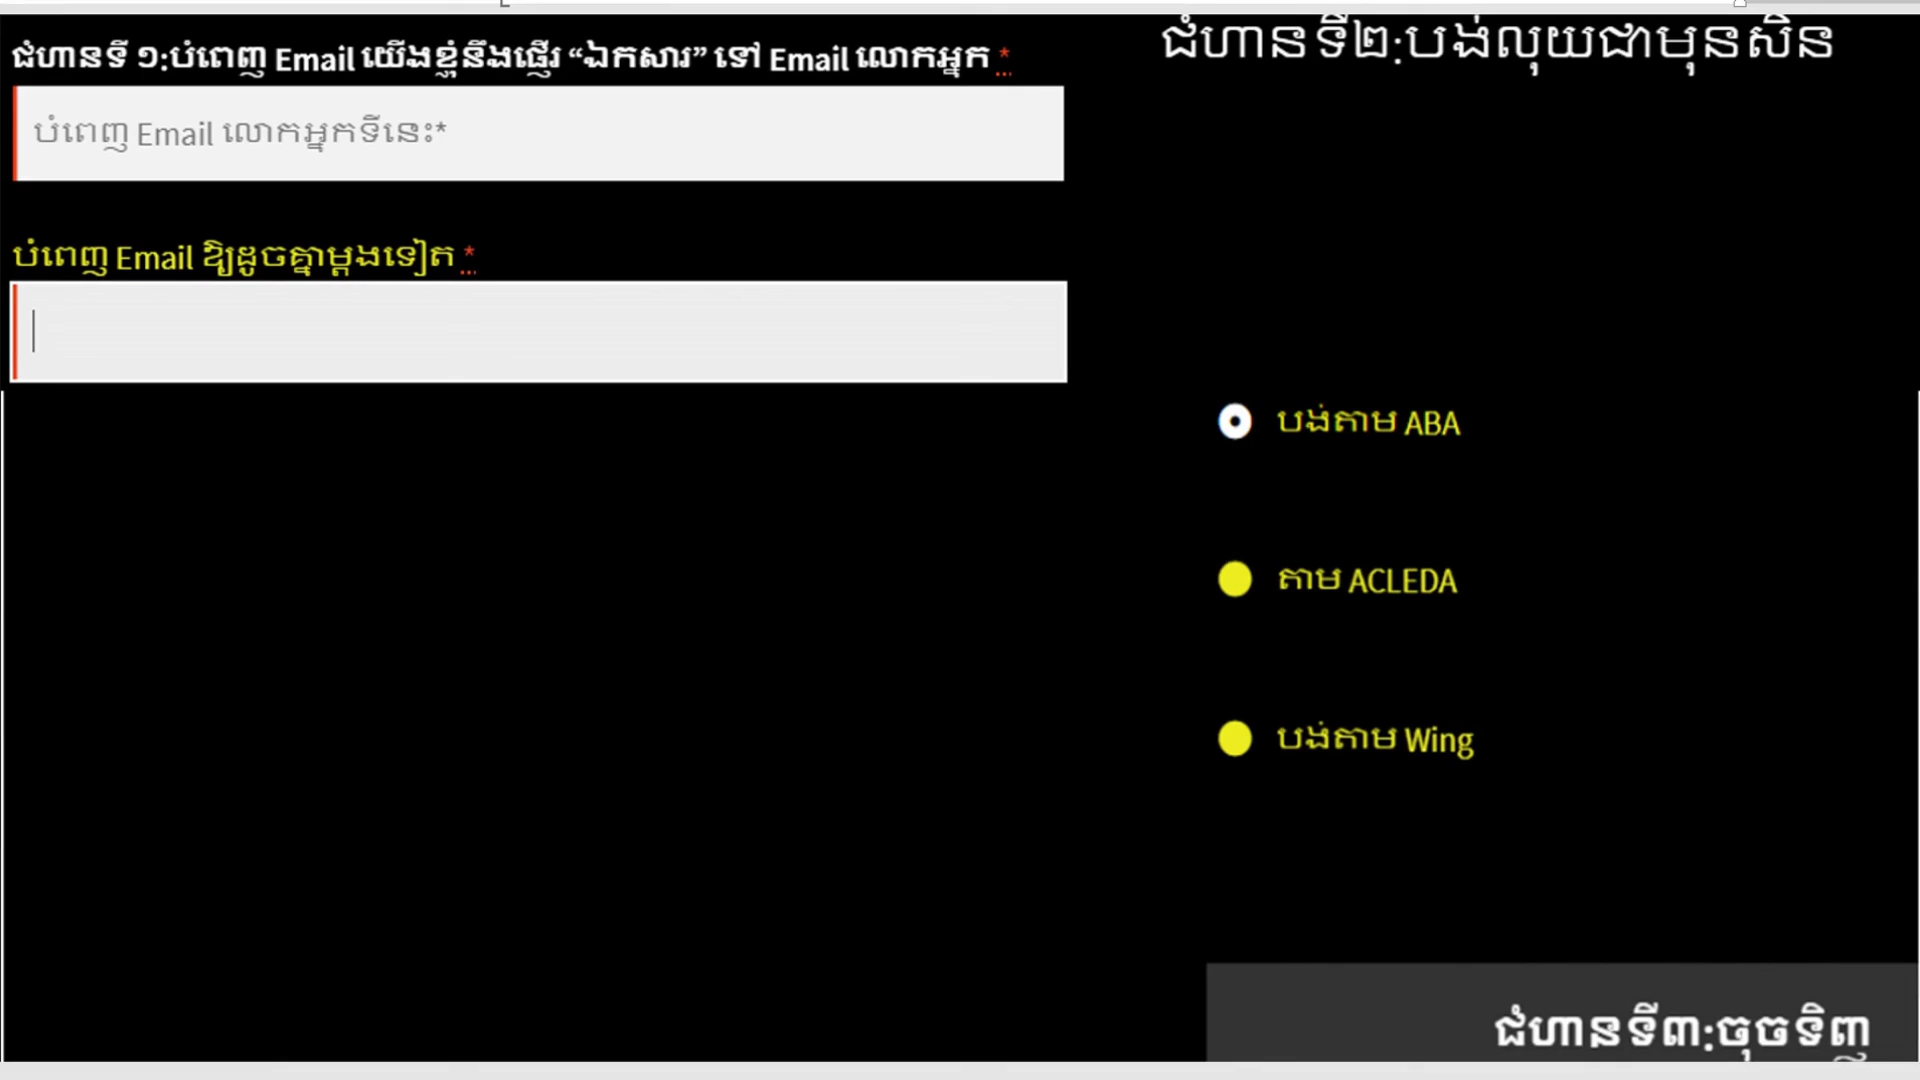 ជំហានទី ១:បំពេញ Email យើងខ្ញុំនឹងផ្ញើរ “ឯកសារ” ទៅ Email លោកអ្នក *
បំពេញ Email លោកអ្នកទីនេះ*
បំពេញ Email ឱ្យដូចគ្នាម្ដងទៀត *
ជំហានទី២:បង់លុយជាមុនសិន
បង់តាម ABA
តាម ACLEDA
បង់តាម Wing
ជំហានទី៣:ចុចទិញ